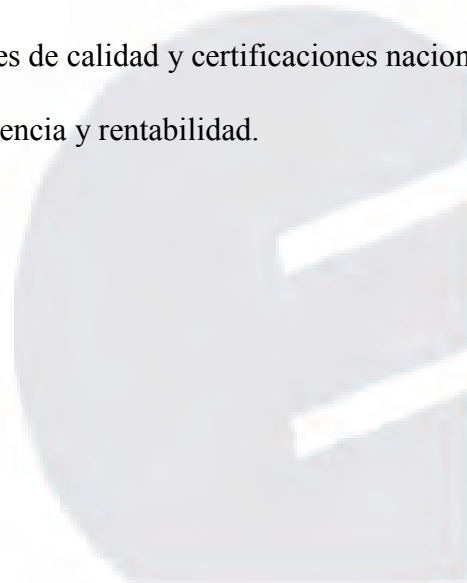 es de calidad y certificaciones nacion
encia y rentabilidad.